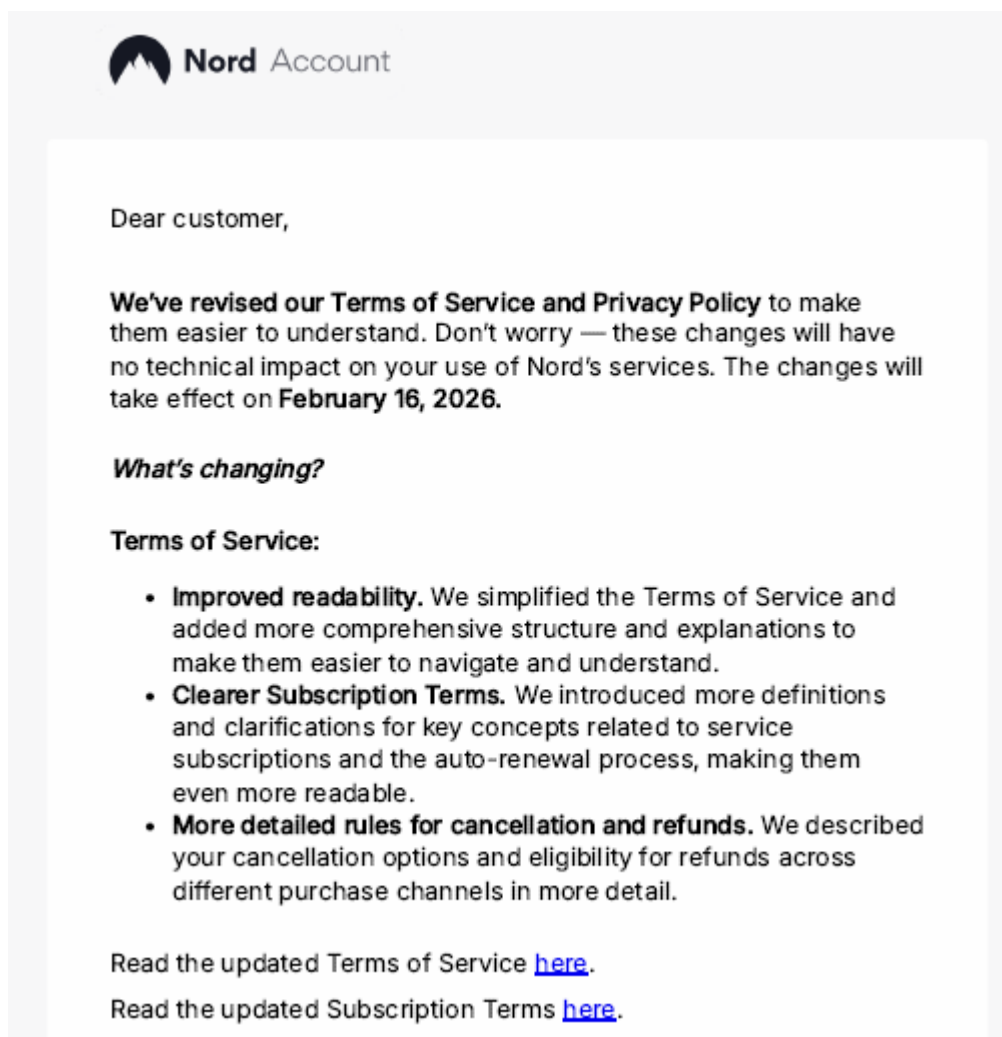 Nord Account
Dear customer,
We've revised our Terms of Service and Privacy Policy to make
them easier to understand. Don't worry — these changes will have
no technical impact on your use of Nord's services. The changes will
take effect on February 16, 2026.
What's changing?
Terms of Service:
• Improved readability. We simplified the Terms of Service and
added more comprehensive structure and explanations to
make them easier to navigate and understand.
• Clearer Subscription Terms. We introduced more definitions
and clarifications for key concepts related to service
subscriptions and the auto-renewal process, making them
even more readable.
• More detailed rules for cancellation and refunds. We described
your cancellation options and eligibility for refunds across
different purchase channels in more detail.
Read the updated Terms of Service here.
Read the updated Subscription Terms here.